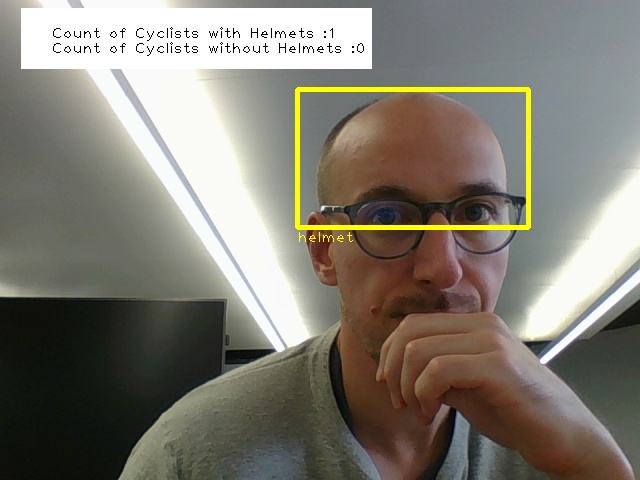 Count of Cyclists with Helmets :1
Count of Cyclists without Helmets :0
helmet